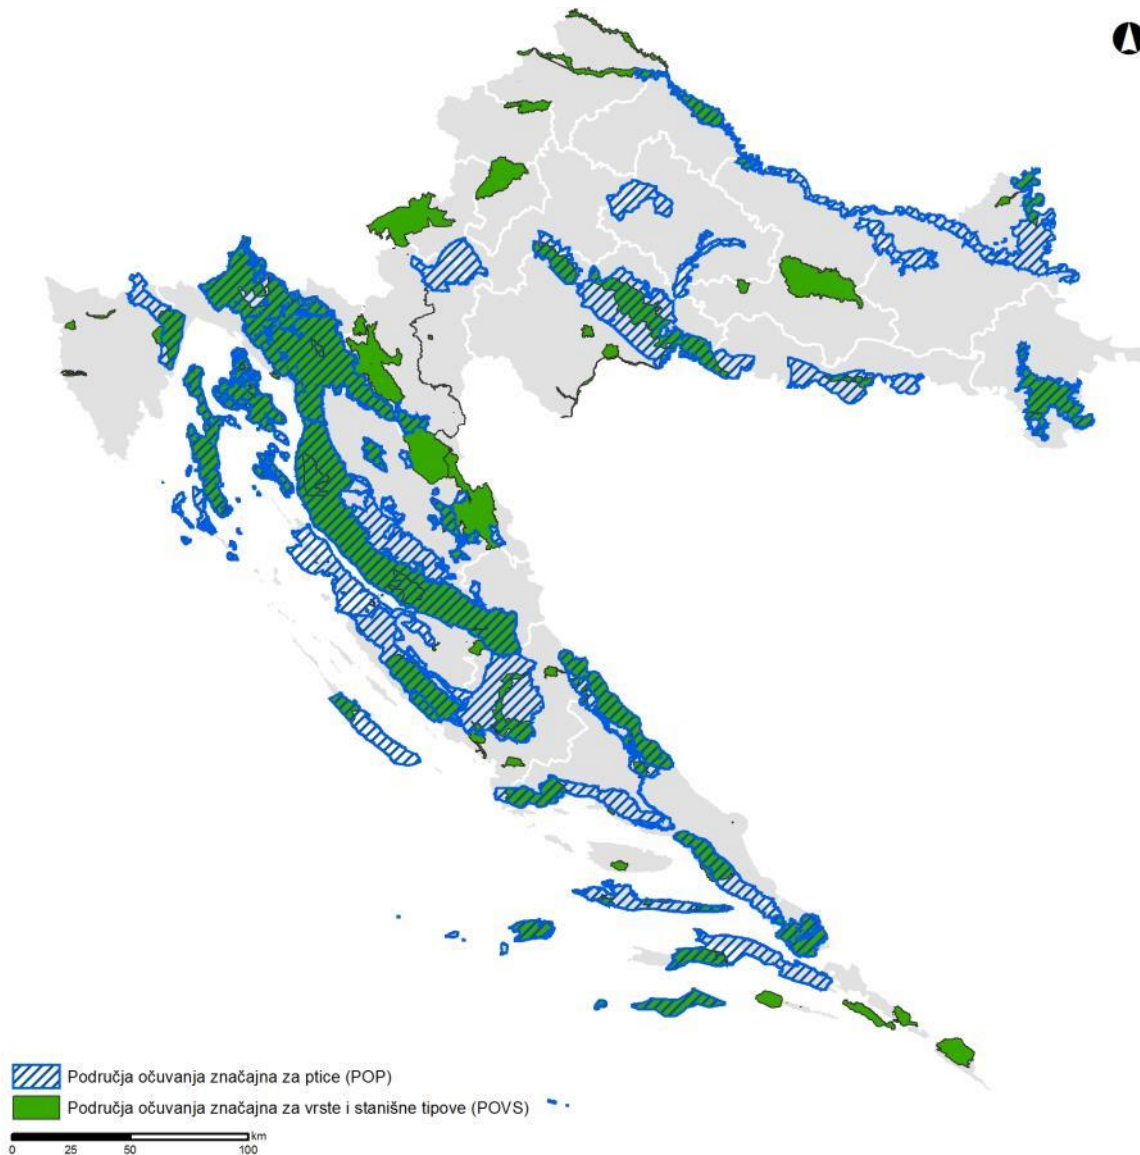 Područja očuvanja značajna za ptice (POP)
Područja očuvanja značajna za vrste i stanišne tipove (POVS)
km
0 25 50 100